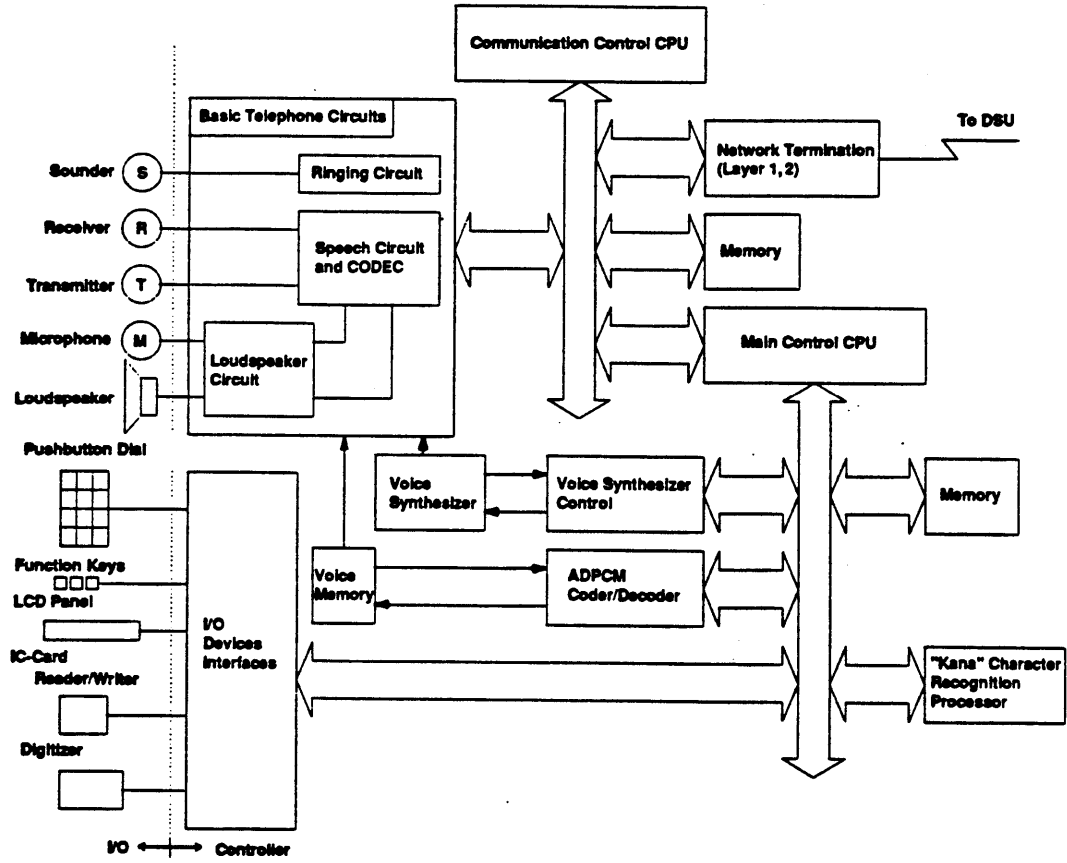 Communication Control CPU
Basic Telephone Circuits
To DSU
Network Termination
(Layer 1, 2)
Sounder
S
Ringing Circuit
Receiver
R
Speech Circuit
and CODEC
Memory
Transmitter
T
Microphone
M
Loudspeaker
Circuit
Main Control CPU
Loudspeaker
Pushbutton Dial
Voice
Synthesizer
Voice Synthesizer
Control
Memory
Function Keys
Voice
Memory
ADPCM
Coder/Decoder
LCD Panel
I/O
Devices
Interfaces
IC-Card
Reader/Writer
"Kana" Character
Recognition
Processor
Digitizer
I/O
Controller